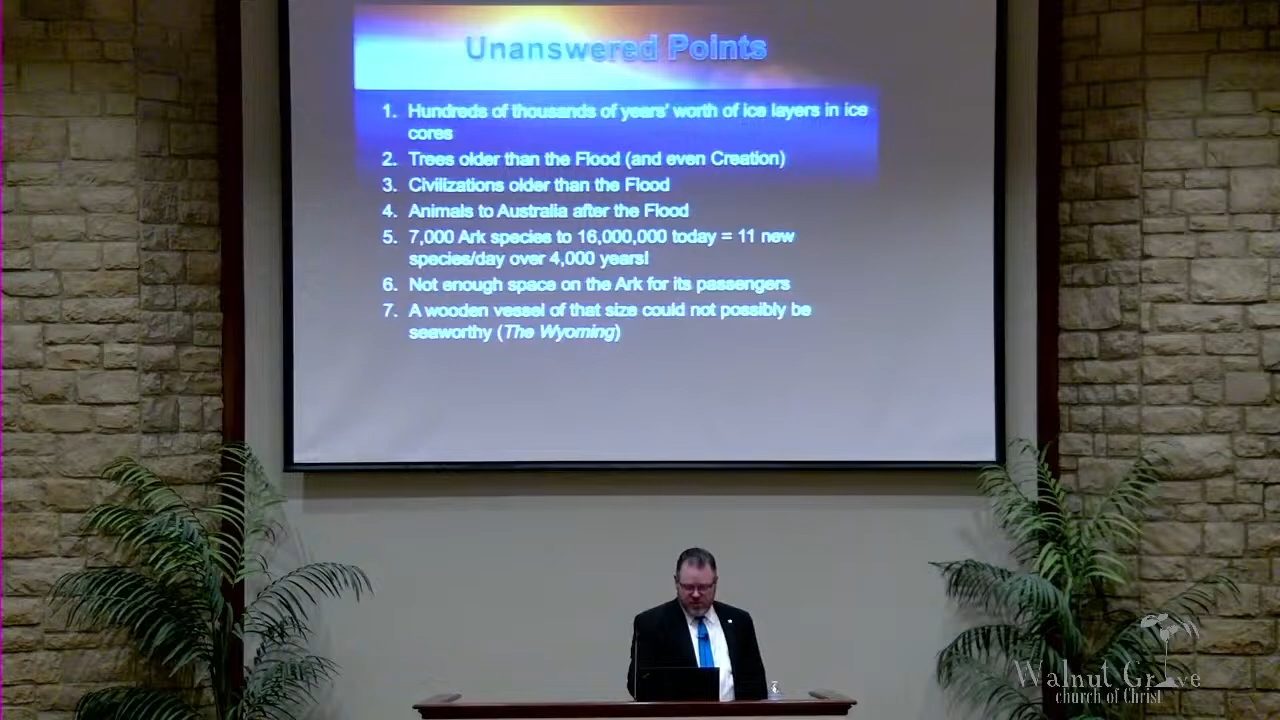 Unanswered Points
1. Hundreds of thousands of years' worth of ice layers in ice
cores
2. Trees older than the Flood (and even Creation)
3. Civilizations older than the Flood
4. Animals to Australia after the Flood
5. 7,000 Ark species to 16,000,000 today = 11 new
species/day over 4,000 years!
6. Not enough space on the Ark for its passengers
7. A wooden vessel of that size could not possibly be
seaworthy (The Wyoming)
Walnut Grove
church of Christ